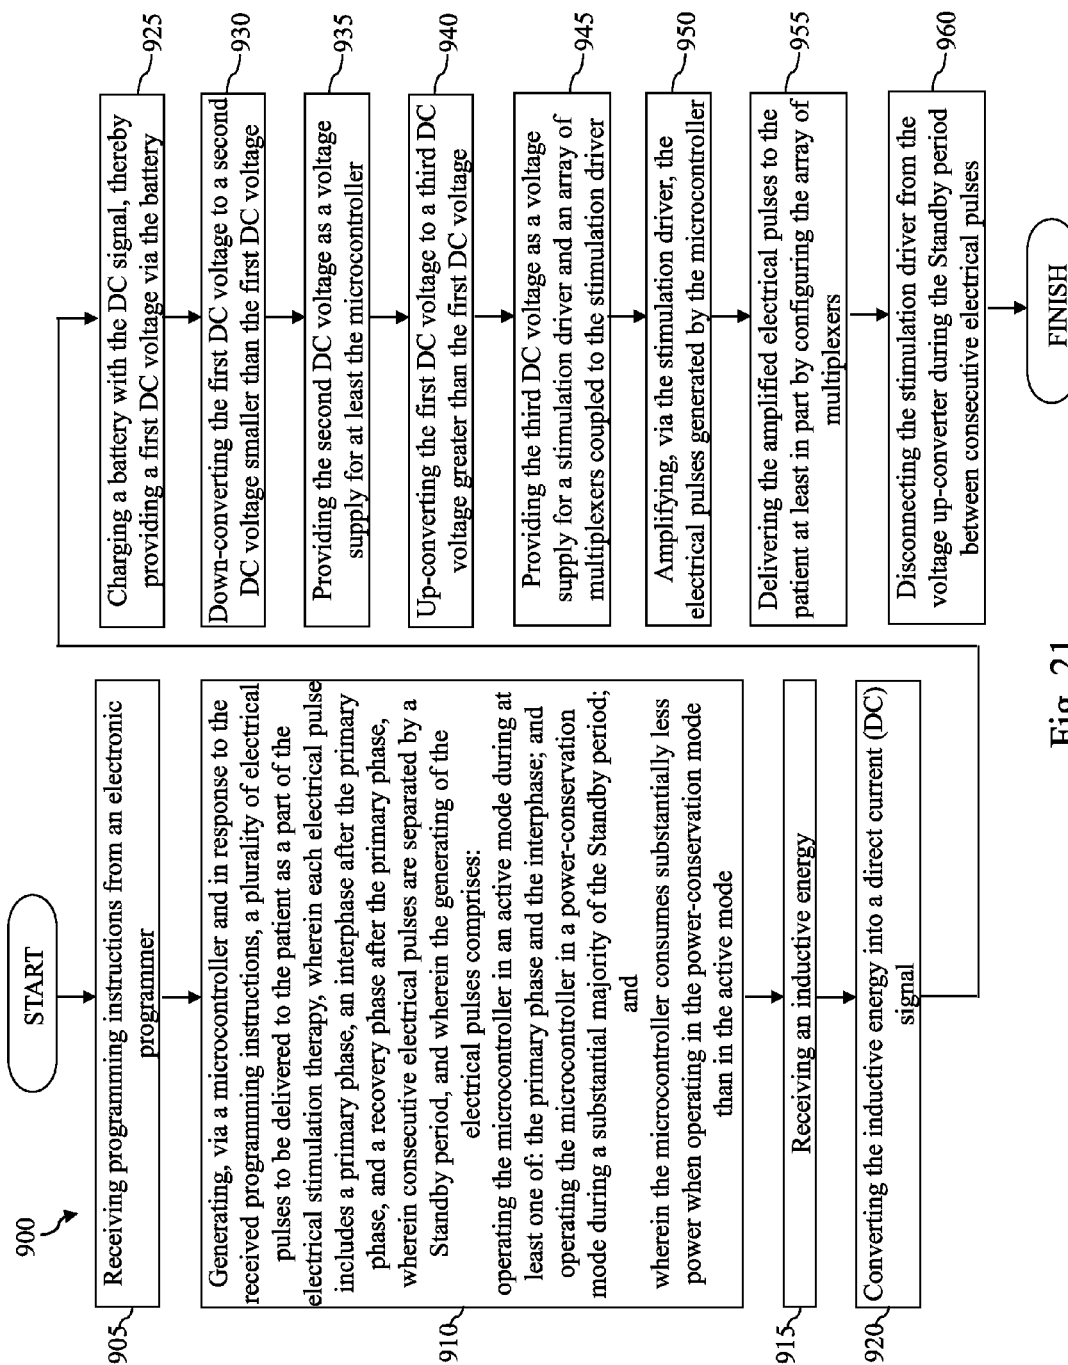 900
START
905
Receiving programming instructions from an electronic
programmer
910
Generating, via a microcontroller and in response to the
received programming instructions, a plurality of electrical
pulses to be delivered to the patient as a part of the
electrical stimulation therapy, wherein each electrical pulse
includes a primary phase, an interphase after the primary
phase, and a recovery phase after the primary phase,
wherein consecutive electrical pulses are separated by a
Standby period, and wherein the generating of the
electrical pulses comprises:
operating the microcontroller in an active mode during at
least one of: the primary phase and the interphase; and
operating the microcontroller in a power-conservation
mode during a substantial majority of the Standby period;
and
wherein the microcontroller consumes substantially less
power when operating in the power-conservation mode
than in the active mode
915
Receiving an inductive energy
920
Converting the inductive energy into a direct current (DC)
signal
925
Charging a battery with the DC signal, thereby
providing a first DC voltage via the battery
930
Down-converting the first DC voltage to a second
DC voltage smaller than the first DC voltage
935
Providing the second DC voltage as a voltage
supply for at least the microcontroller
940
Up-converting the first DC voltage to a third DC
voltage greater than the first DC voltage
945
Providing the third DC voltage as a voltage
supply for a stimulation driver and an array of
multiplexers coupled to the stimulation driver
950
Amplifying, via the stimulation driver, the
electrical pulses generated by the microcontroller
955
Delivering the amplified electrical pulses to the
patient at least in part by configuring the array of
multiplexers
960
Disconnecting the stimulation driver from the
voltage up-converter during the Standby period
between consecutive electrical pulses
FINISH
Fig. 21